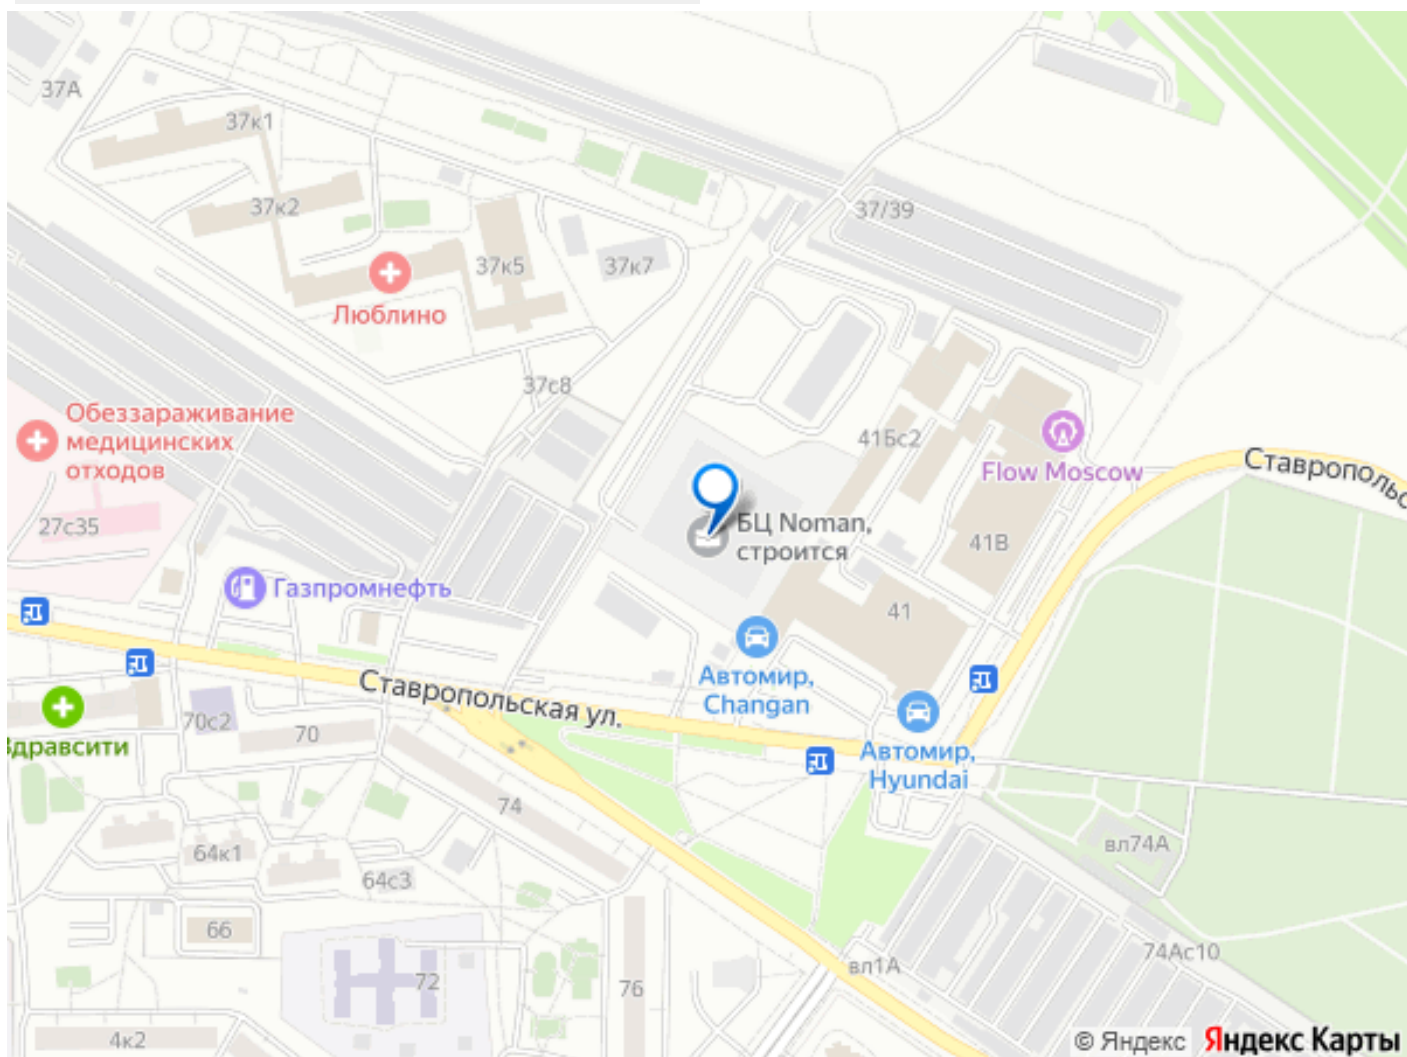 37А
37к1
37к2
37/39
37к5
37к7
Люблино
37с8
Обеззараживание
медицинских
отходов
41Бс2
Flow Moscow
Ставропольс
27с35
БЦ Noman,
строится
41В
Газпромнефть
41
Автомир,
Changan
Ставропольская ул.
70с2
70
Здравсити
Автомир,
Hyundai
74
64к1
64с3
вл74А
66
72
76
вл1А
74Ас10
4к2
© Яндекс Яндекс Карты